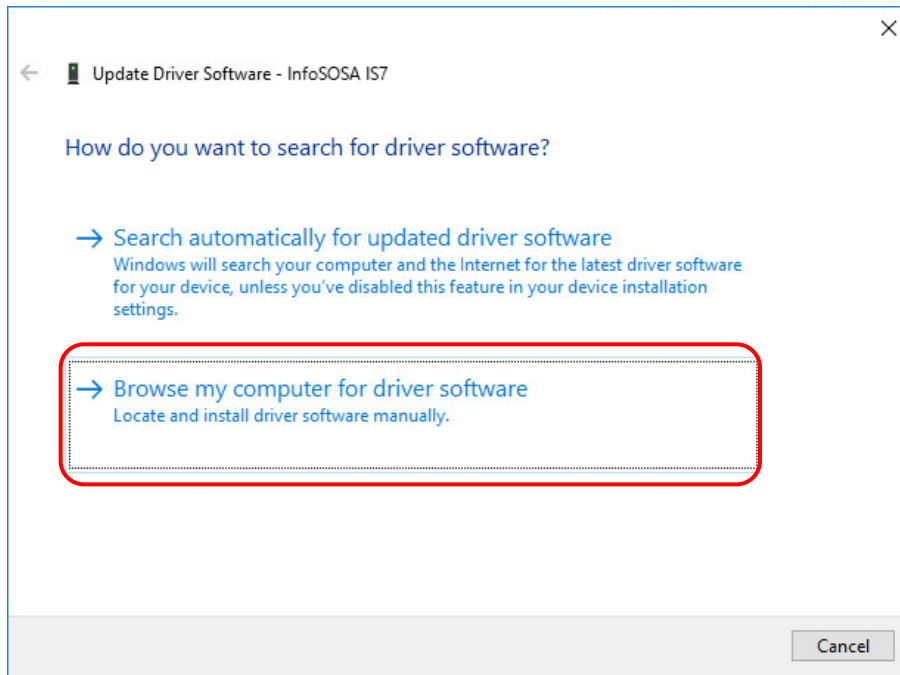 Update Driver Software - InfoSOSA IS7
How do you want to search for driver software?
Search automatically for updated driver software
Windows will search your computer and the Internet for the latest driver software
for your device, unless you've disabled this feature in your device installation
settings.
Browse my computer for driver software
Locate and install driver software manually.
Cancel